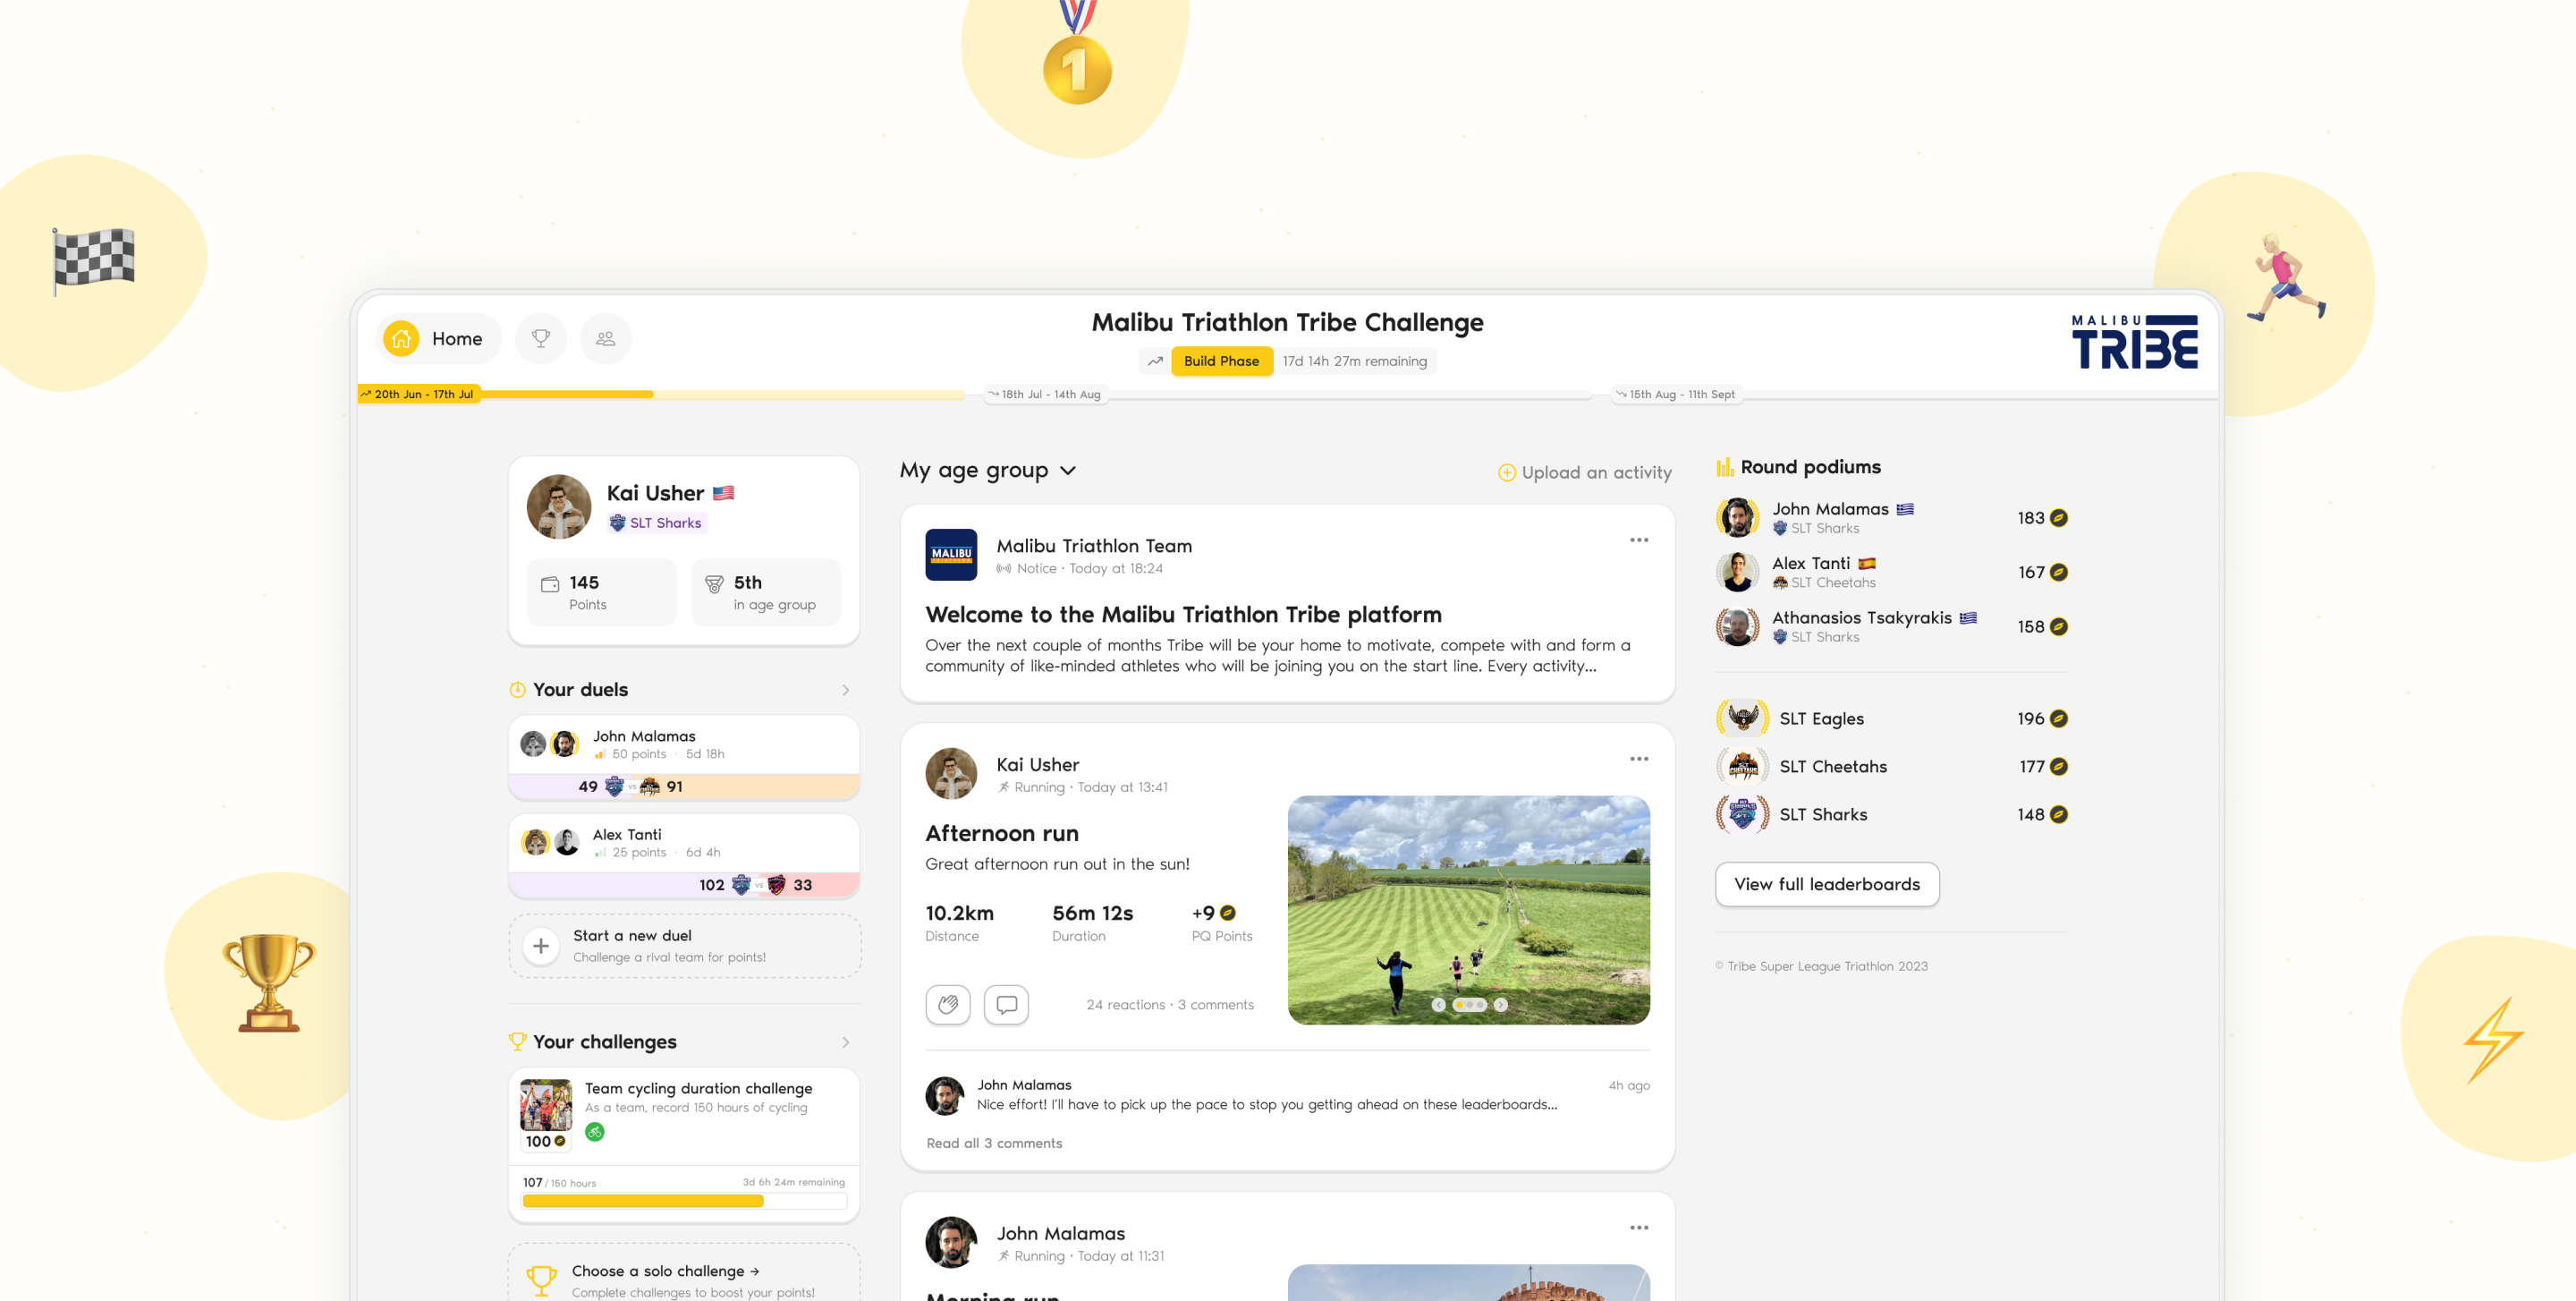 1
Home
Malibu Triathlon Tribe Challenge
Build Phase 17d 14h 27m remaining
MALIBU
TRIBE
20th Jun - 17th Jul
18th Jul - 14th Aug
15th Aug - 11th Sept
Kai Usher
SLT Sharks
145
Points
5th
in age group
Your duels
John Malamas
50 points · 5d 18h
49 vs 91
Alex Tanti
25 points · 6d 4h
102 vs 33
Start a new duel
Challenge a rival team for points!
Your challenges
Team cycling duration challenge
As a team, record 150 hours of cycling
100
107 / 150 hours
3d 6h 24m remaining
Choose a solo challenge →
Complete challenges to boost your points!
My age group
Upload an activity
MALIBU
TRIATHLON
Malibu Triathlon Team
Notice · Today at 18:24
Welcome to the Malibu Triathlon Tribe platform
Over the next couple of months Tribe will be your home to motivate, compete with and form a
community of like-minded athletes who will be joining you on the start line. Every activity...
Kai Usher
Running · Today at 13:41
Afternoon run
Great afternoon run out in the sun!
10.2km
Distance
56m 12s
Duration
+9
PQ Points
24 reactions · 3 comments
John Malamas
4h ago
Nice effort! I'll have to pick up the pace to stop you getting ahead on these leaderboards...
Read all 3 comments
John Malamas
Running · Today at 11:31
Morning run
Round podiums
John Malamas
SLT Sharks
183
Alex Tanti
SLT Cheetahs
167
Athanasios Tsakyrakis
SLT Sharks
158
SLT Eagles
196
SLT Cheetahs
177
SLT Sharks
148
View full leaderboards
© Tribe Super League Triathlon 2023